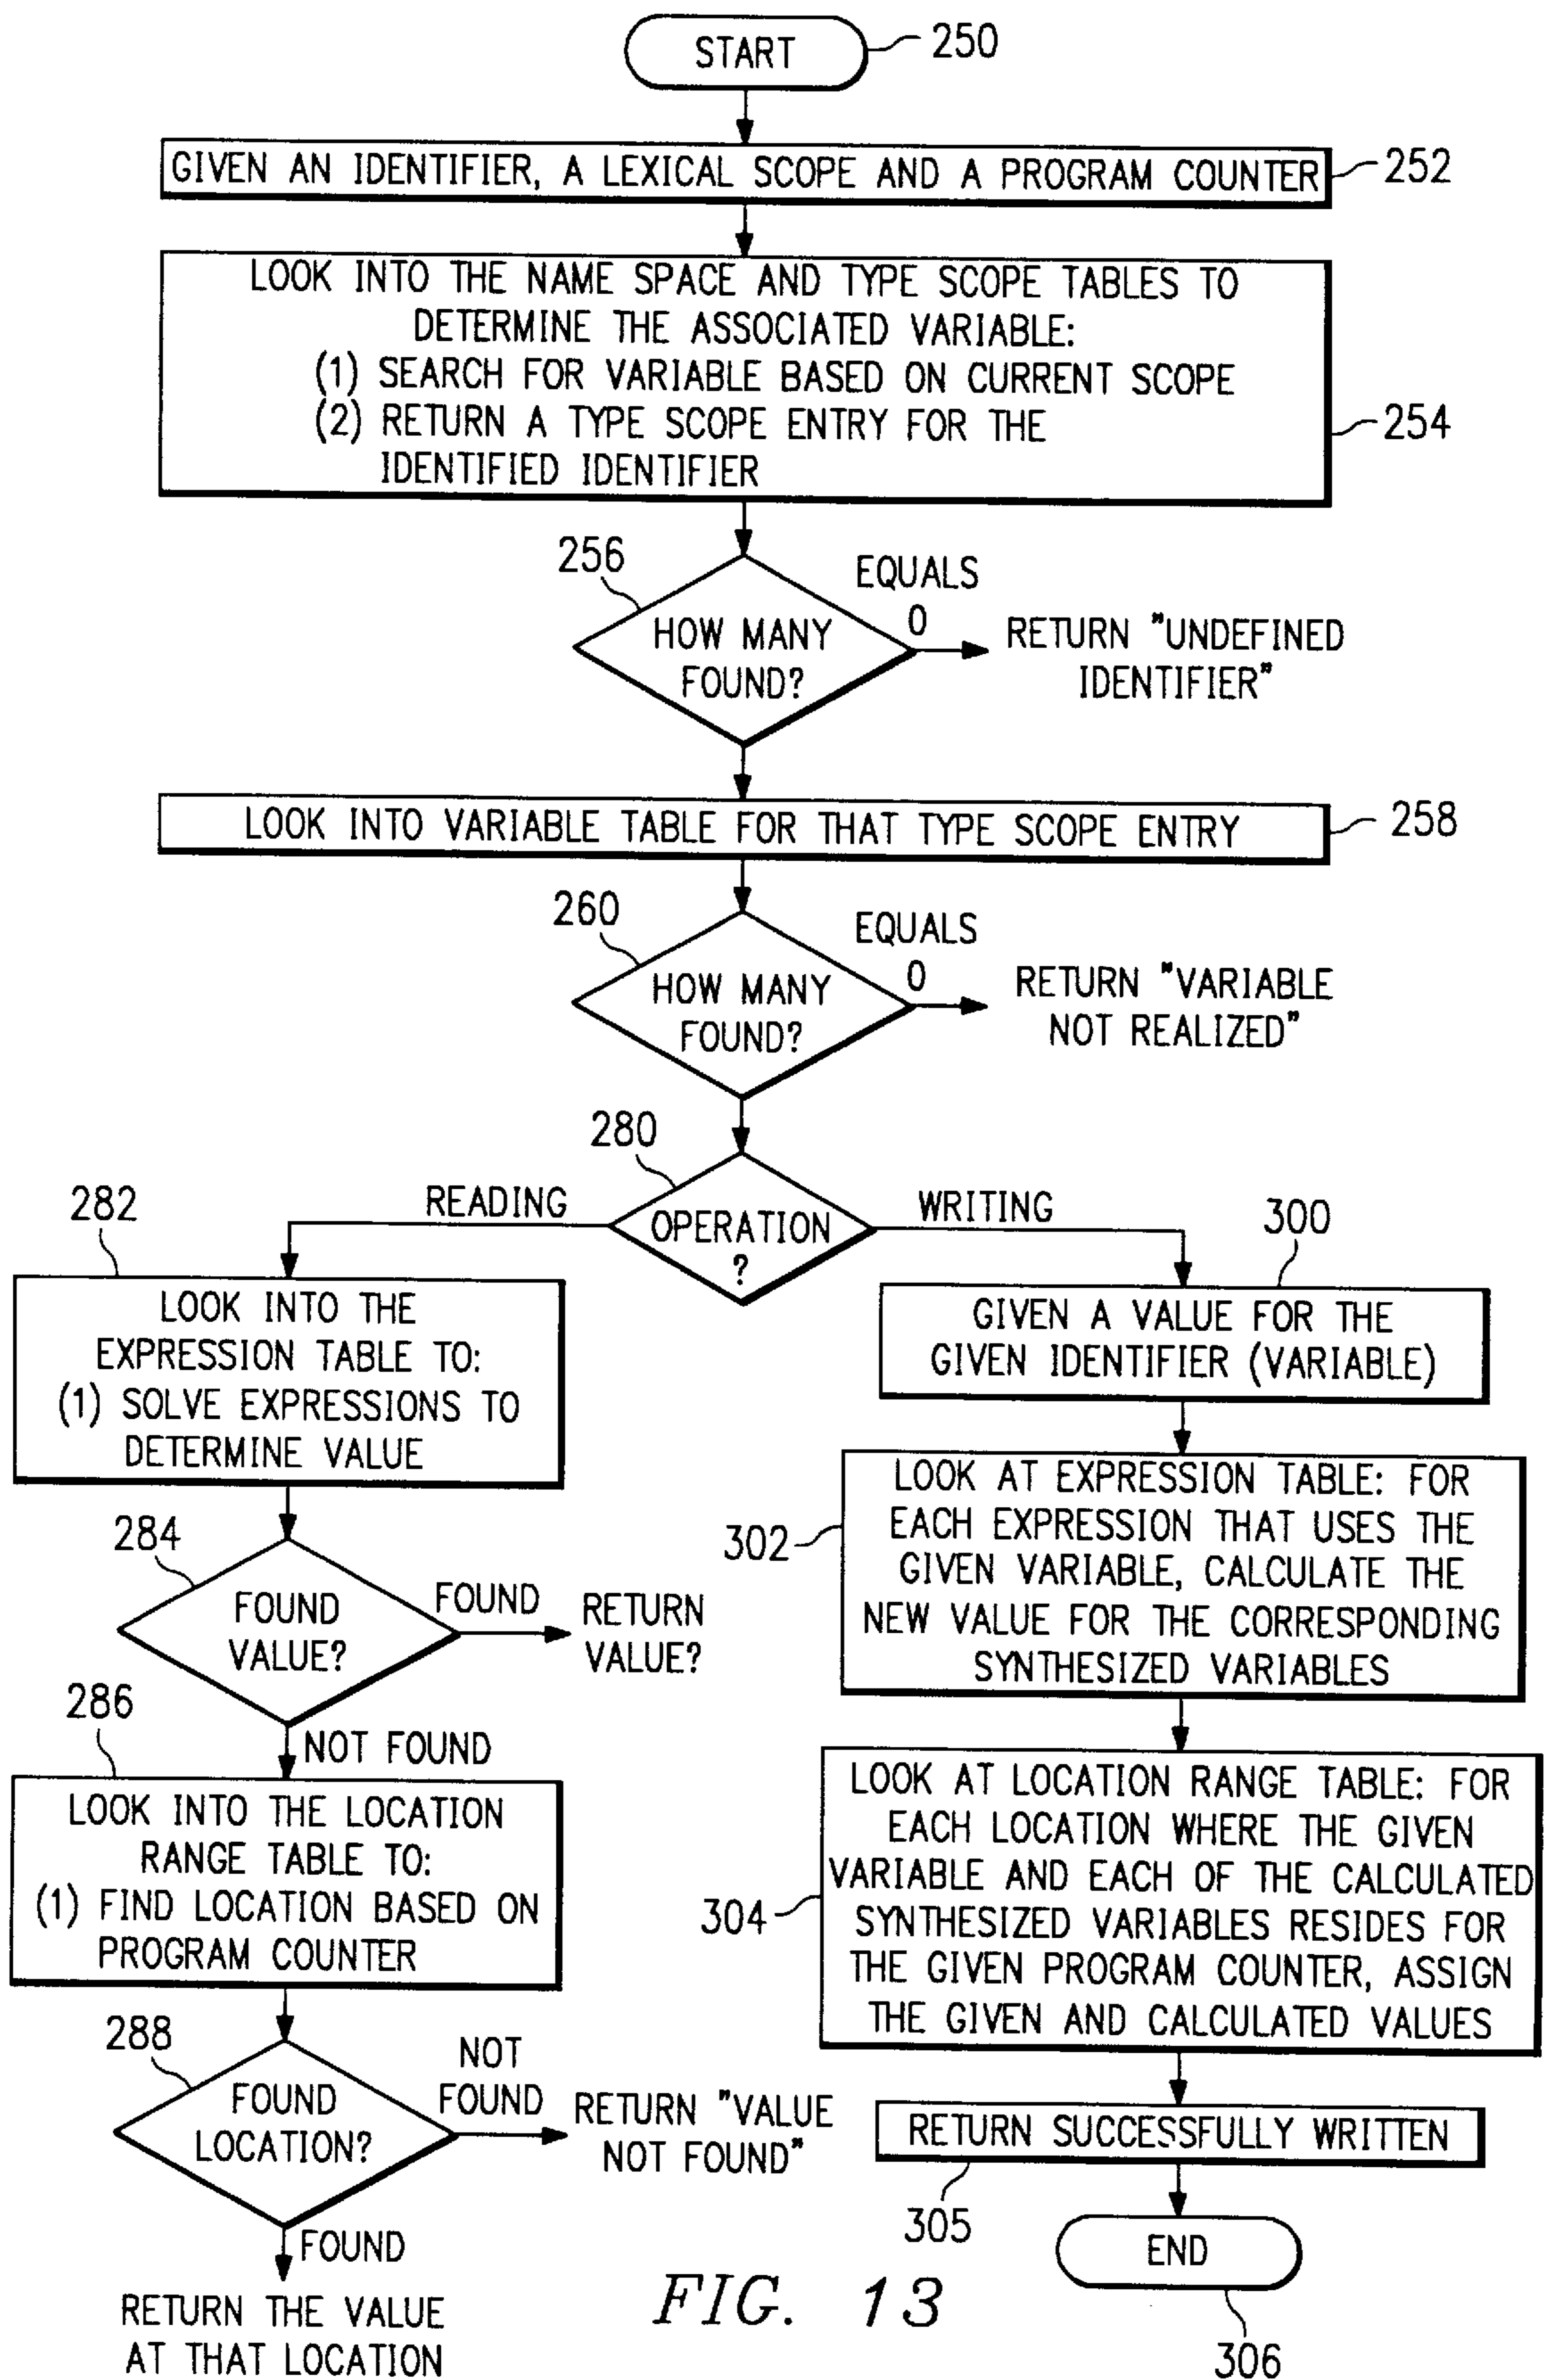 START
250
GIVEN AN IDENTIFIER, A LEXICAL SCOPE AND A PROGRAM COUNTER
252
LOOK INTO THE NAME SPACE AND TYPE SCOPE TABLES TO
DETERMINE THE ASSOCIATED VARIABLE:
(1) SEARCH FOR VARIABLE BASED ON CURRENT SCOPE
(2) RETURN A TYPE SCOPE ENTRY FOR THE
IDENTIFIED IDENTIFIER
254
256
HOW MANY
FOUND?
EQUALS
0
RETURN "UNDEFINED
IDENTIFIER"
LOOK INTO VARIABLE TABLE FOR THAT TYPE SCOPE ENTRY
258
260
HOW MANY
FOUND?
EQUALS
0
RETURN "VARIABLE
NOT REALIZED"
280
OPERATION
?
READING
WRITING
282
LOOK INTO THE
EXPRESSION TABLE TO:
(1) SOLVE EXPRESSIONS TO
DETERMINE VALUE
284
FOUND
VALUE?
FOUND
RETURN
VALUE?
NOT FOUND
286
LOOK INTO THE LOCATION
RANGE TABLE TO:
(1) FIND LOCATION BASED ON
PROGRAM COUNTER
288
FOUND
LOCATION?
NOT
FOUND
RETURN "VALUE
NOT FOUND"
FOUND
RETURN THE VALUE
AT THAT LOCATION
300
GIVEN A VALUE FOR THE
GIVEN IDENTIFIER (VARIABLE)
302
LOOK AT EXPRESSION TABLE: FOR
EACH EXPRESSION THAT USES THE
GIVEN VARIABLE, CALCULATE THE
NEW VALUE FOR THE CORRESPONDING
SYNTHESIZED VARIABLES
304
LOOK AT LOCATION RANGE TABLE: FOR
EACH LOCATION WHERE THE GIVEN
VARIABLE AND EACH OF THE CALCULATED
SYNTHESIZED VARIABLES RESIDES FOR
THE GIVEN PROGRAM COUNTER, ASSIGN
THE GIVEN AND CALCULATED VALUES
RETURN SUCCESSFULLY WRITTEN
305
END
306
FIG. 13